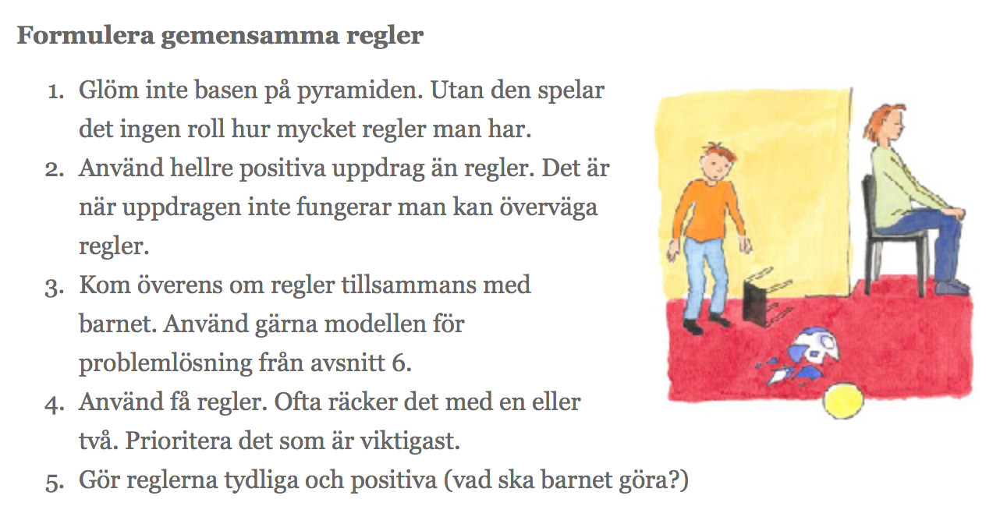 Formulera gemensamma regler
1. Glöm inte basen på pyramiden. Utan den spelar
det ingen roll hur mycket regler man har.
2. Använd hellre positiva uppdrag än regler. Det är
när uppdragen inte fungerar man kan överväga
regler.
3. Kom överens om regler tillsammans med
barnet. Använd gärna modellen för
problemlösning från avsnitt 6.
4. Använd få regler. Ofta räcker det med en eller
två. Prioritera det som är viktigast.
5. Gör reglerna tydliga och positiva (vad ska barnet göra?)